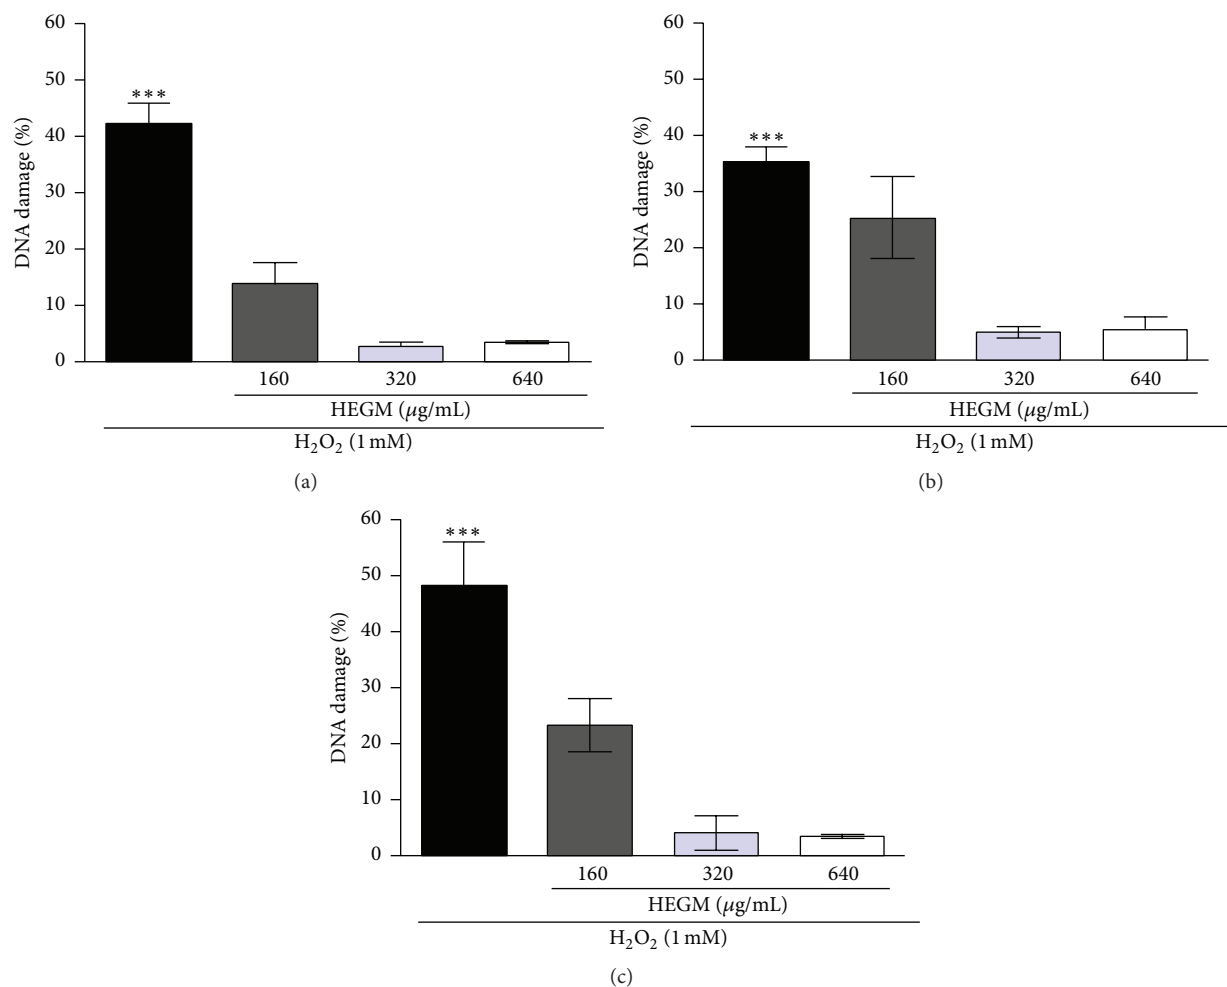 60
50
40
30
20
10
0
DNA damage (%)
***
160 320 640
HEGM (μg/mL)
H₂O₂ (1 mM)
(a)
60
50
40
30
20
10
0
DNA damage (%)
***
160 320 640
HEGM (μg/mL)
H₂O₂ (1 mM)
(b)
60
50
40
30
20
10
0
DNA damage (%)
***
160 320 640
HEGM (μg/mL)
H₂O₂ (1 mM)
(c)